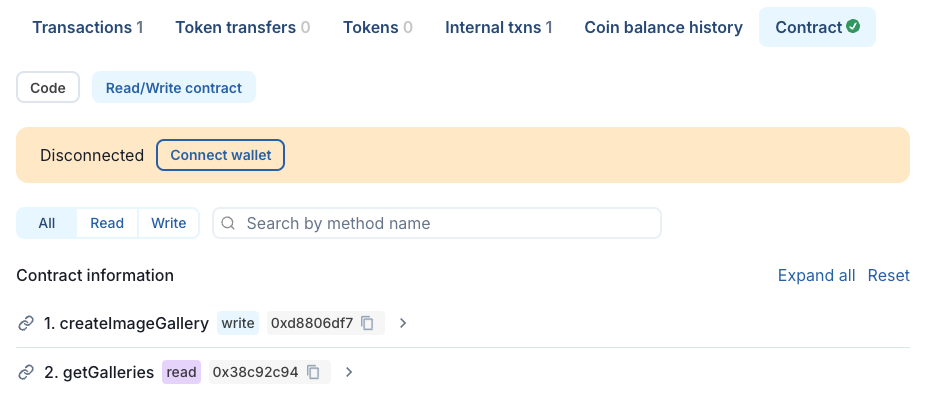 Transactions 1 Token transfers 0 Tokens 0 Internal txns 1 Coin balance history Contract
Code Read/Write contract
Disconnected Connect wallet
All Read Write Search by method name
Contract information Expand all Reset
1. createImageGallery write 0xd8806df7
2. getGalleries read 0x38c92c94